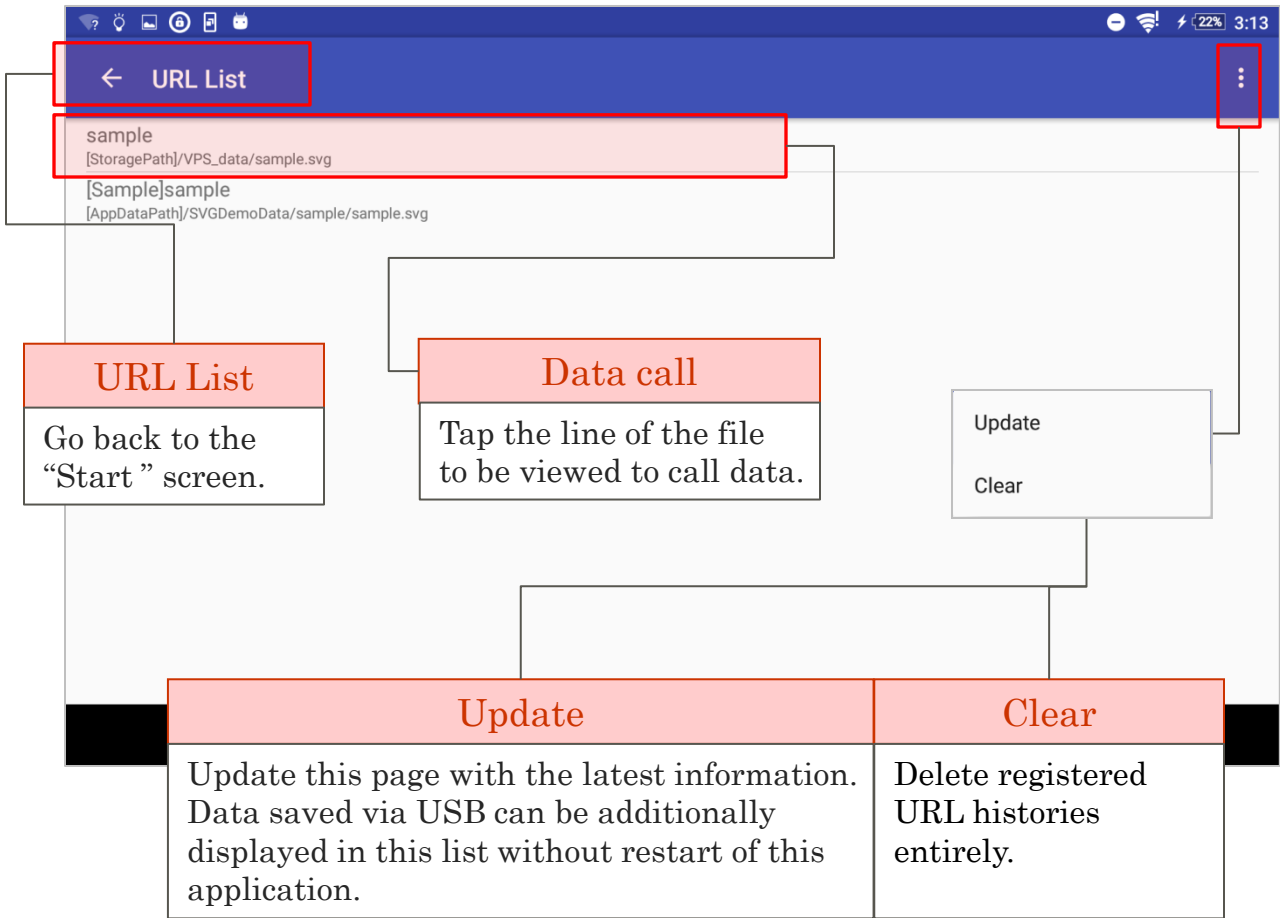 22% 3:13
URL List
sample
[StoragePath]/VPS_data/sample.svg
[Sample]sample
[AppDataPath]/SVGDemoData/sample/sample.svg
URL List
Go back to the
“Start ” screen.
Data call
Tap the line of the file
to be viewed to call data.
Update
Clear
Update
Update this page with the latest information.
Data saved via USB can be additionally
displayed in this list without restart of this
application.
Clear
Delete registered
URL histories
entirely.